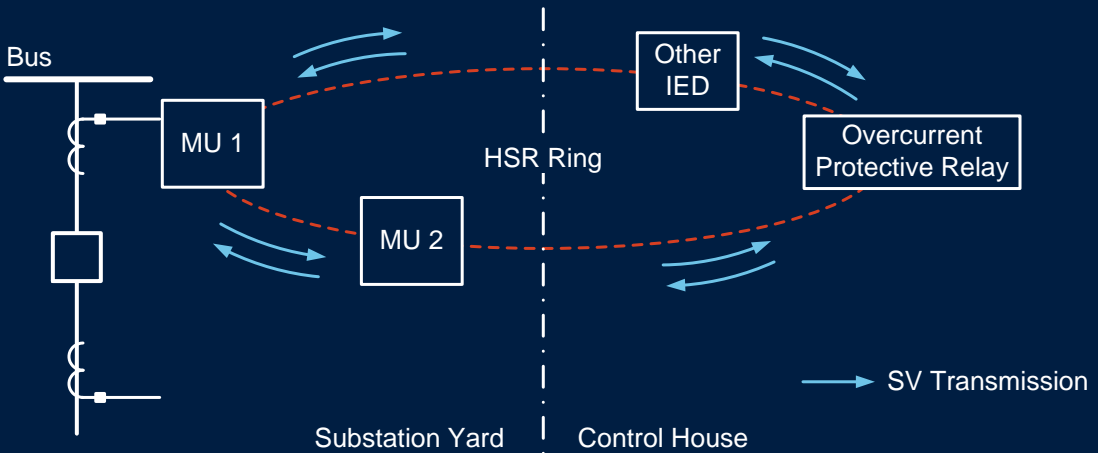 Bus
MU 1
Other
IED
Overcurrent
Protective Relay
HSR Ring
MU 2
SV Transmission
Substation Yard
Control House